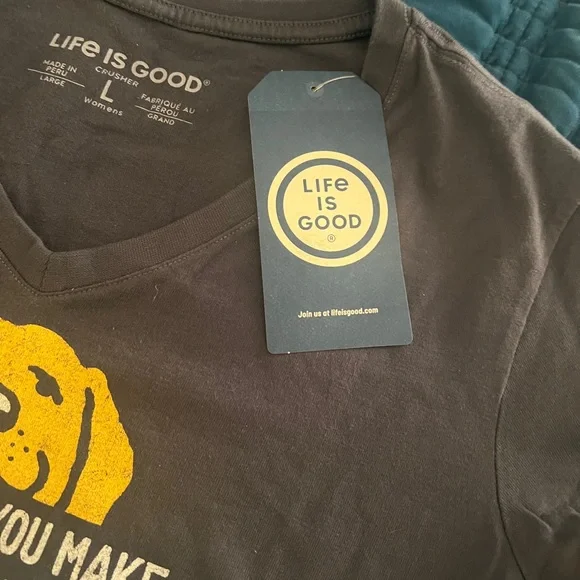 LIFe IS GOOD®
CRUSHER
MADE IN
PERU
LARGE
L
Womens
FABRIQUÉ AU
PÉROU
GRAND
LIFe
IS
GOOD
®
Join us at lifeisgood.com
YOU MAKE